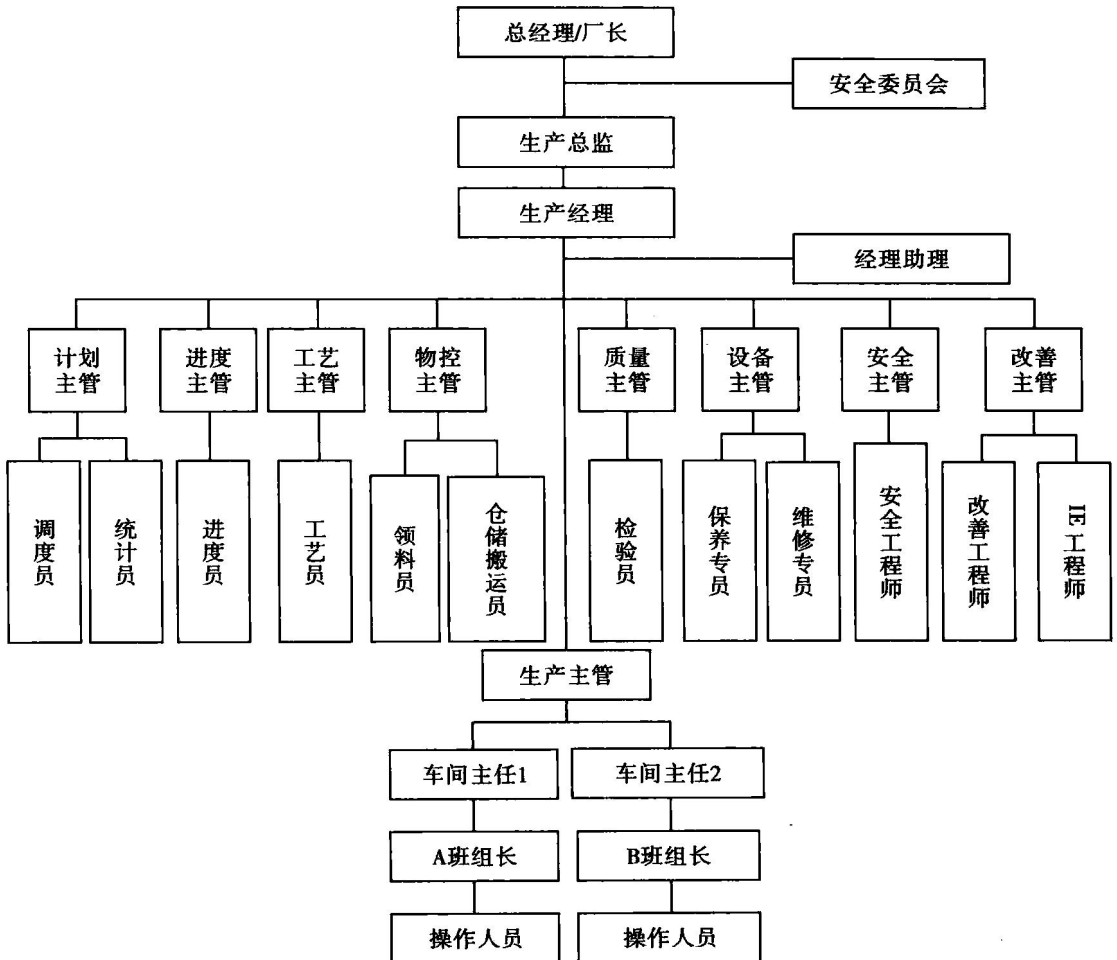 总经理/厂长
安全委员会
生产总监
生产经理
经理助理
计划
主管
进度
主管
工艺
主管
物控
主管
质量
主管
设备
主管
安全
主管
改善
主管
调度员
统计员
进度员
工艺员
领料员
仓储搬运员
检验员
保养专员
维修专员
安全工程师
改善工程师
IE工程师
生产主管
车间主任1
车间主任2
A班组长
B班组长
操作人员
操作人员